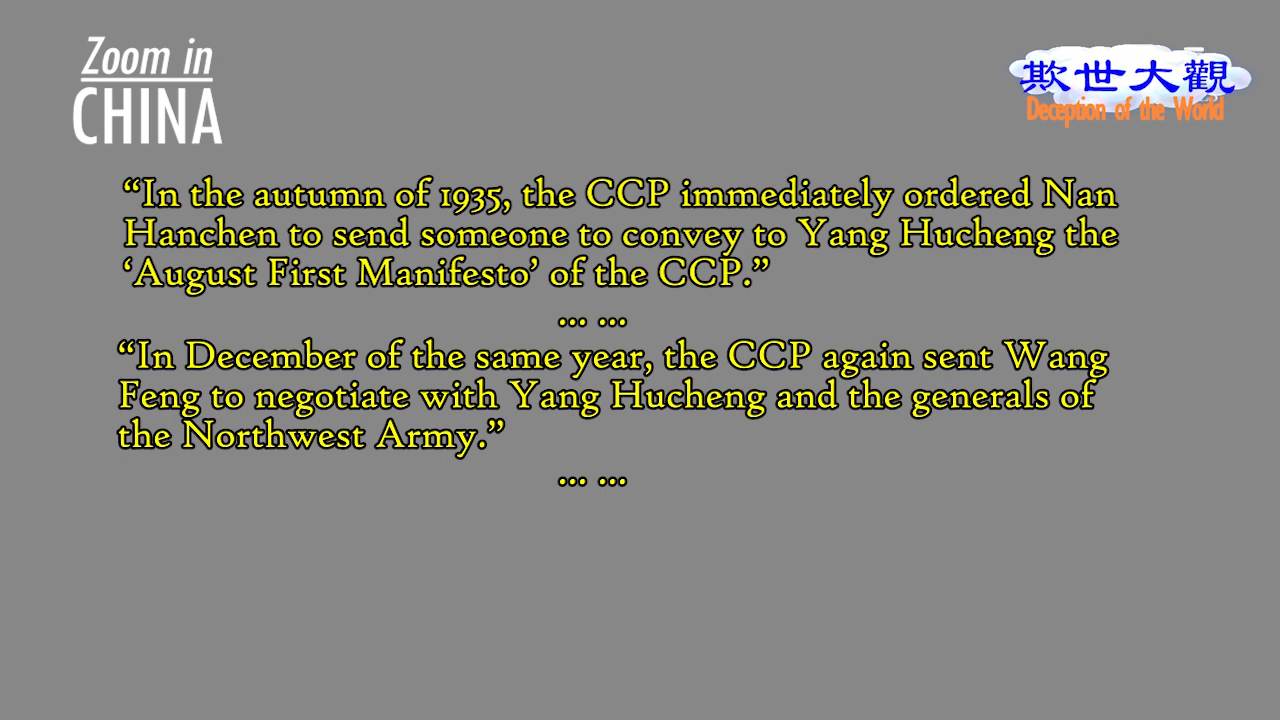 Zoom in
CHINA
欺世大觀
Deception of the World
“In the autumn of 1935, the CCP immediately ordered Nan
Hanchen to send someone to convey to Yang Hucheng the
‘August First Manifesto’ of the CCP.”
... ...
“In December of the same year, the CCP again sent Wang
Feng to negotiate with Yang Hucheng and the generals of
the Northwest Army.”
... ...